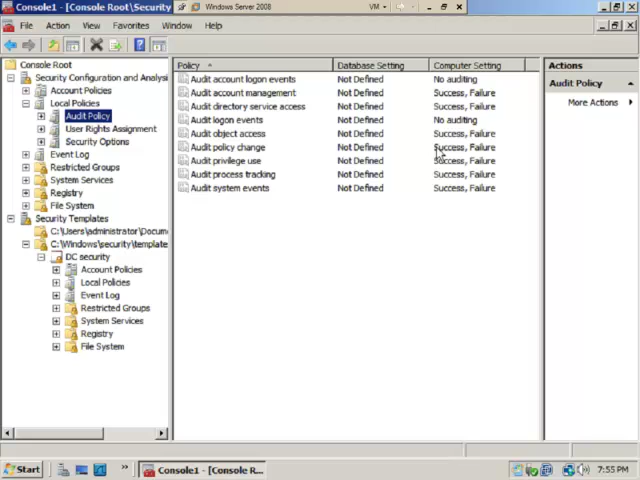 Console1 - [Console Root\Security
Windows Server 2008
VM
File Action View Favorites Window Help
Console Root
Security Configuration and Analysi
Account Policies
Local Policies
Audit Policy
User Rights Assignment
Security Options
Event Log
Restricted Groups
System Services
Registry
File System
Security Templates
C:\Users\administrator\Docum
C:\Windows\security\template
DC security
Account Policies
Local Policies
Event Log
Restricted Groups
System Services
Registry
File System
Policy Database Setting Computer Setting
Audit account logon events Not Defined No auditing
Audit account management Not Defined Success, Failure
Audit directory service access Not Defined Success, Failure
Audit logon events Not Defined No auditing
Audit object access Not Defined Success, Failure
Audit policy change Not Defined Success, Failure
Audit privilege use Not Defined Success, Failure
Audit process tracking Not Defined Success, Failure
Audit system events Not Defined Success, Failure
Actions
Audit Policy
More Actions
Start
Console1 - [Console R...
7:55 PM